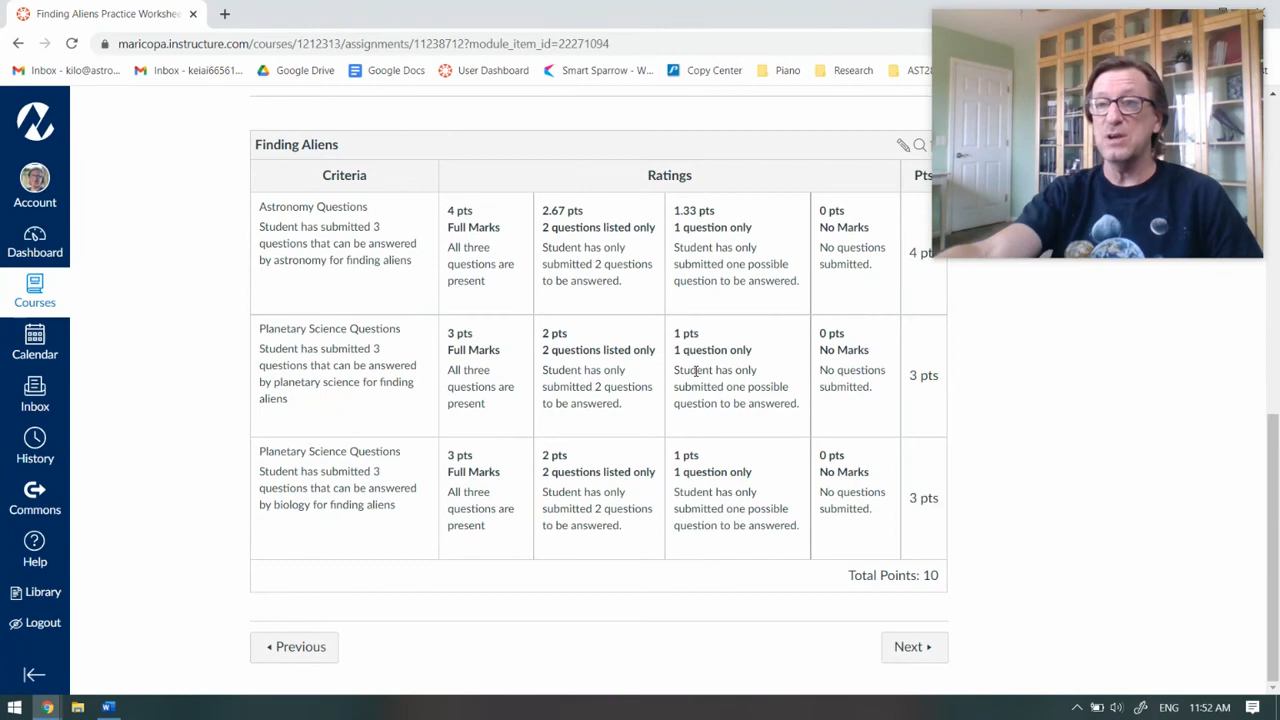 Finding Aliens Practice Workshee
maricopa.instructure.com/courses/1212313/assignments/11238712?module_item_id=22271094
Inbox - kilo@astro...
Inbox - keiai66561...
Google Drive
Google Docs
User Dashboard
Smart Sparrow - W...
Copy Center
Piano
Research
AST28
Account
Dashboard
Courses
Calendar
Inbox
History
Commons
Help
Library
Logout
Finding Aliens
Criteria
Ratings
Pts
Astronomy Questions
Student has submitted 3
questions that can be answered
by astronomy for finding aliens
4 pts
Full Marks
All three
questions are
present
2.67 pts
2 questions listed only
Student has only
submitted 2 questions
to be answered.
1.33 pts
1 question only
Student has only
submitted one possible
question to be answered.
0 pts
No Marks
No questions
submitted.
4 pt
Planetary Science Questions
Student has submitted 3
questions that can be answered
by planetary science for finding
aliens
3 pts
Full Marks
All three
questions are
present
2 pts
2 questions listed only
Student has only
submitted 2 questions
to be answered.
1 pts
1 question only
Student has only
submitted one possible
question to be answered.
0 pts
No Marks
No questions
submitted.
3 pts
Planetary Science Questions
Student has submitted 3
questions that can be answered
by biology for finding aliens
3 pts
Full Marks
All three
questions are
present
2 pts
2 questions listed only
Student has only
submitted 2 questions
to be answered.
1 pts
1 question only
Student has only
submitted one possible
question to be answered.
0 pts
No Marks
No questions
submitted.
3 pts
Total Points: 10
Previous
Next
11:52 AM